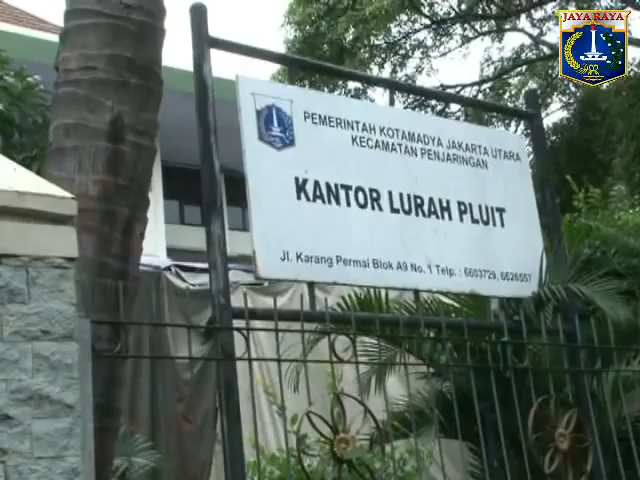 JAYA RAYA
PEMERINTAH KOTAMADYA JAKARTA UTARA
KECAMATAN PENJARINGAN
KANTOR LURAH PLUIT
Jl. Karang Permai Blok A9 No. 1 Telp. : 6603729, 6626557